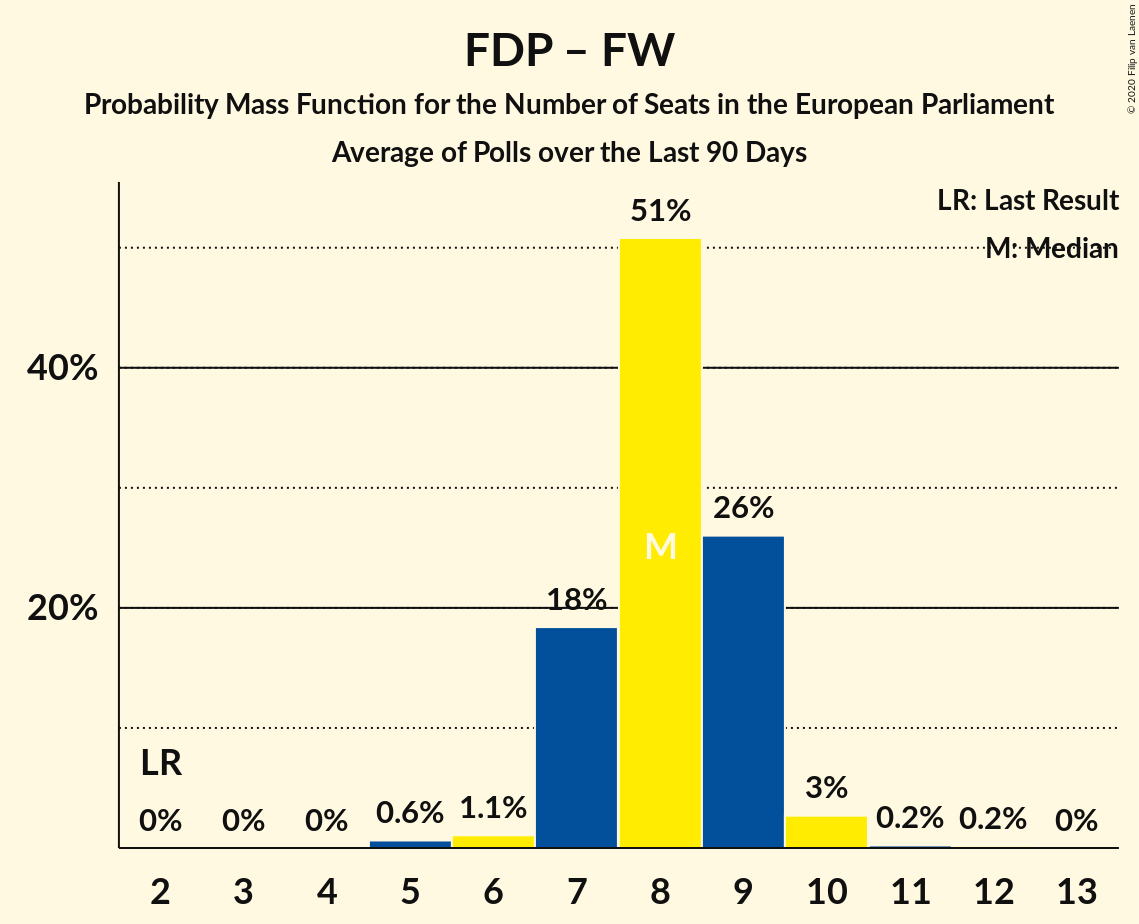 FDP – FW
Probability Mass Function for the Number of Seats in the European Parliament
Average of Polls over the Last 90 Days
© 2020 Filip van Laenen
LR: Last Result
M: Median
51%
40%
26%
M
18%
20%
LR
0% 0% 0% 0.6% 1.1% 3% 0.2% 0.2% 0%
2 3 4 5 6 7 8 9 10 11 12 13